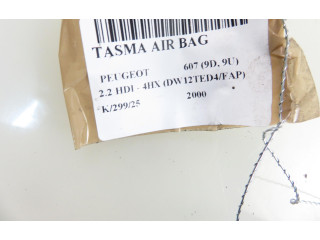 TASMA AIR BAG
PEUGEOT 607 (9D, 9U)
2.2 HDI - 4HX (DW12TED4/FAP)
K/299/25 2000